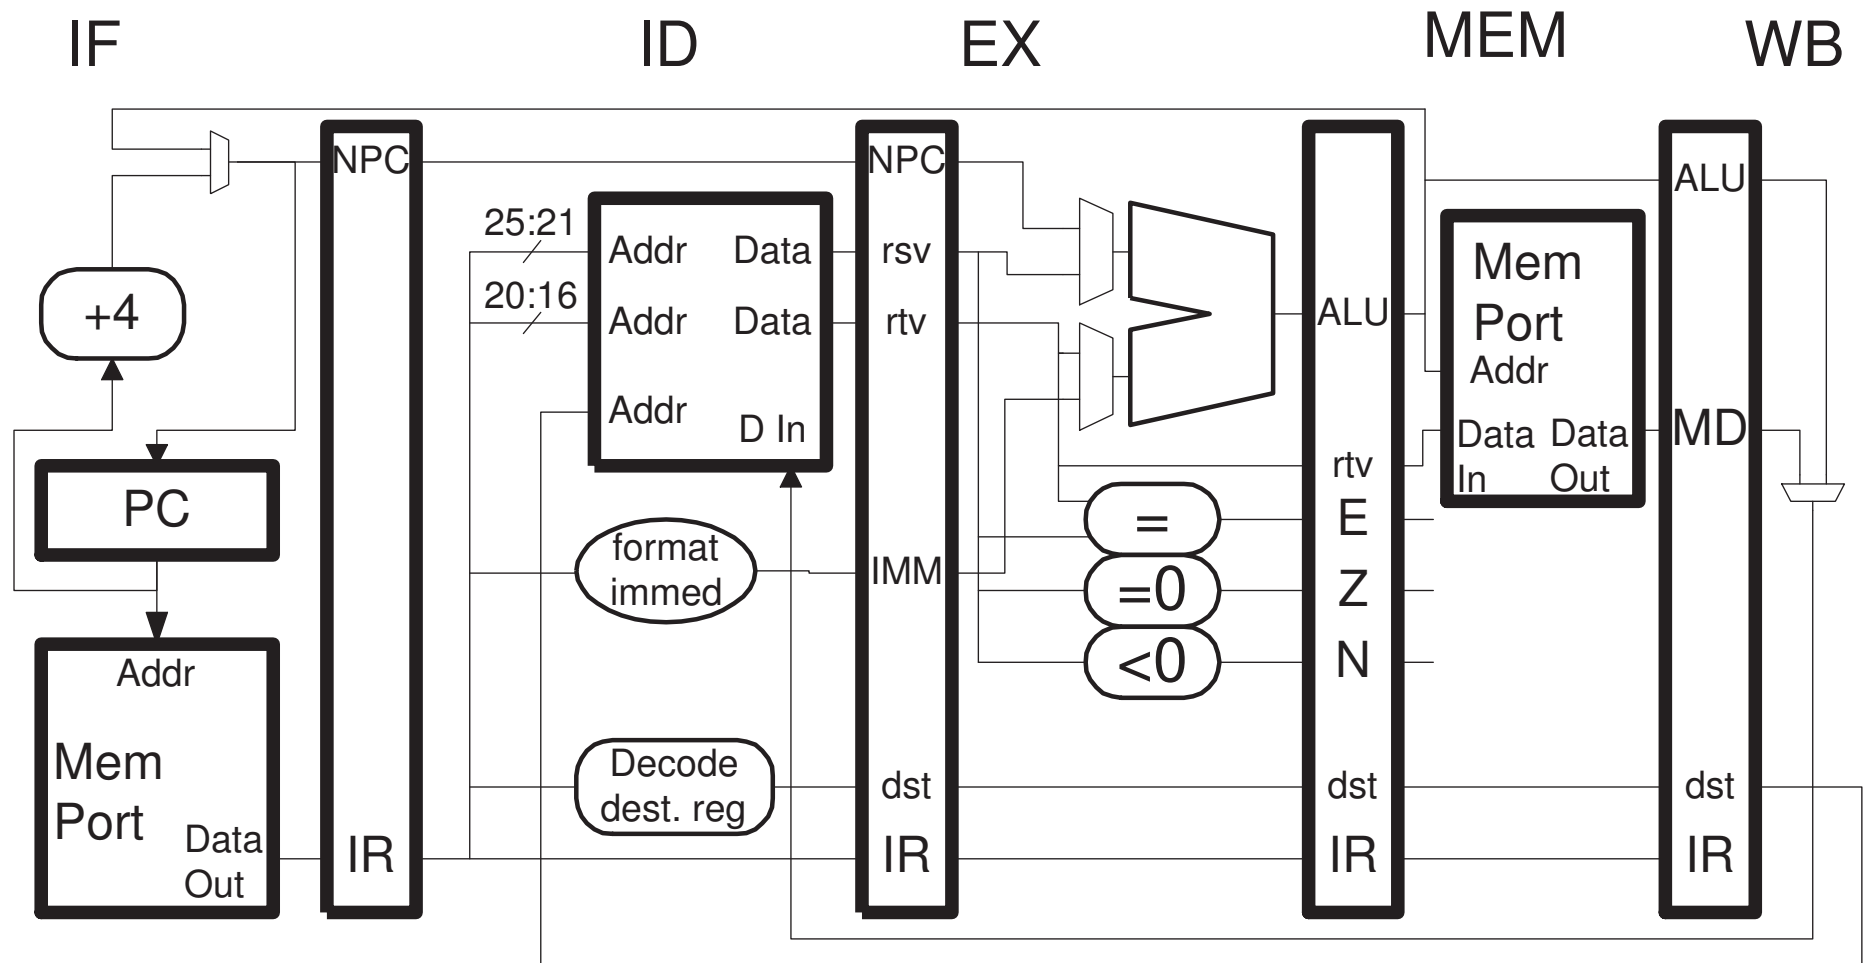 IF
ID
EX
MEM
WB
NPC
NPC
ALU
25:21
Addr
Data
rsv
20:16
Addr
Data
rtv
Mem
Port
Addr
+4
ALU
Addr
D In
MD
Data
In
Data
Out
rtv
PC
=
E
format
immed
IMM
=0
Z
<0
N
Addr
Mem
Port
Data
Out
Decode
dest. reg
dst
dst
dst
IR
IR
IR
IR